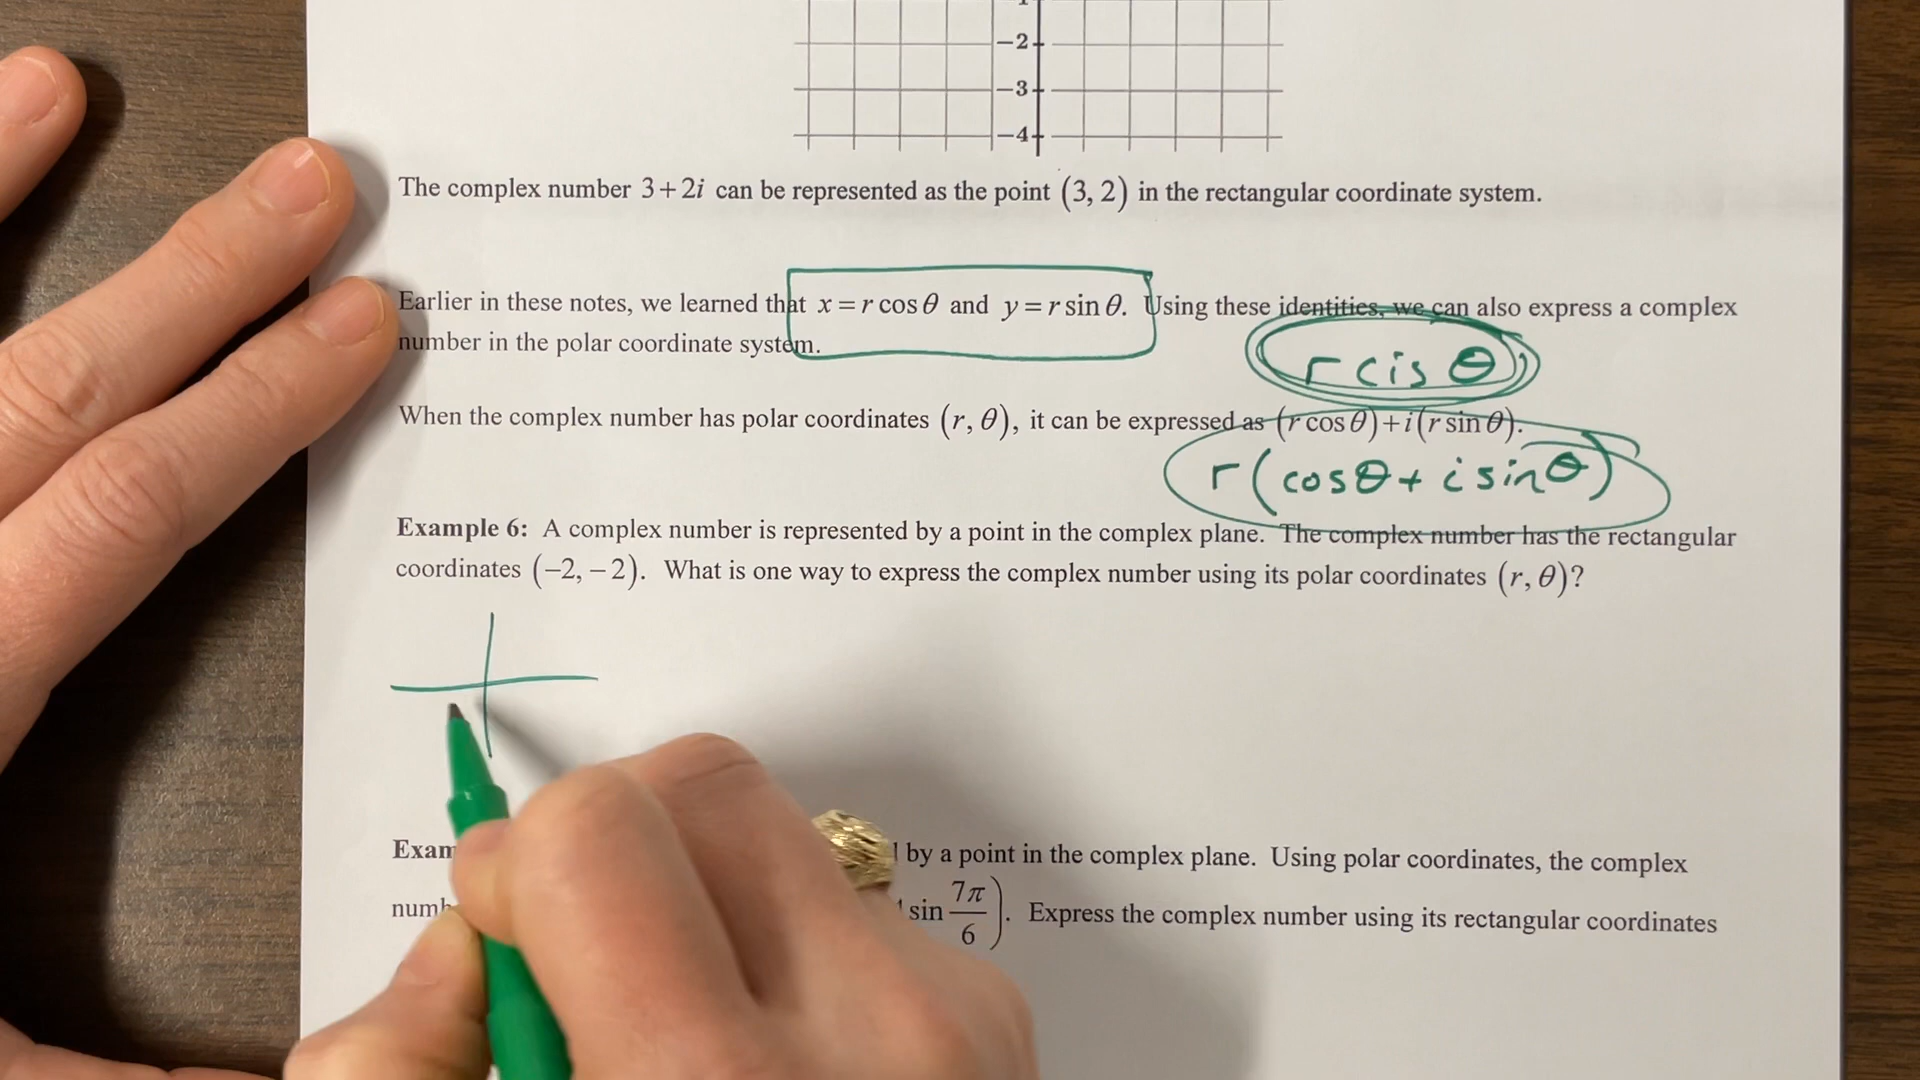 -2
-3
-4
The complex number 3+2i can be represented as the point (3, 2) in the rectangular coordinate system.
Earlier in these notes, we learned that x = r cos θ and y = r sin θ. Using these identities, we can also express a complex
number in the polar coordinate system.
r cis θ
When the complex number has polar coordinates (r, θ), it can be expressed as (r cos θ)+i(r sin θ).
r(cosθ + i sinθ)
Example 6: A complex number is represented by a point in the complex plane. The complex number has the rectangular
coordinates (−2, −2). What is one way to express the complex number using its polar coordinates (r, θ)?
by a point in the complex plane. Using polar coordinates, the complex
sin 7π/6). Express the complex number using its rectangular coordinates